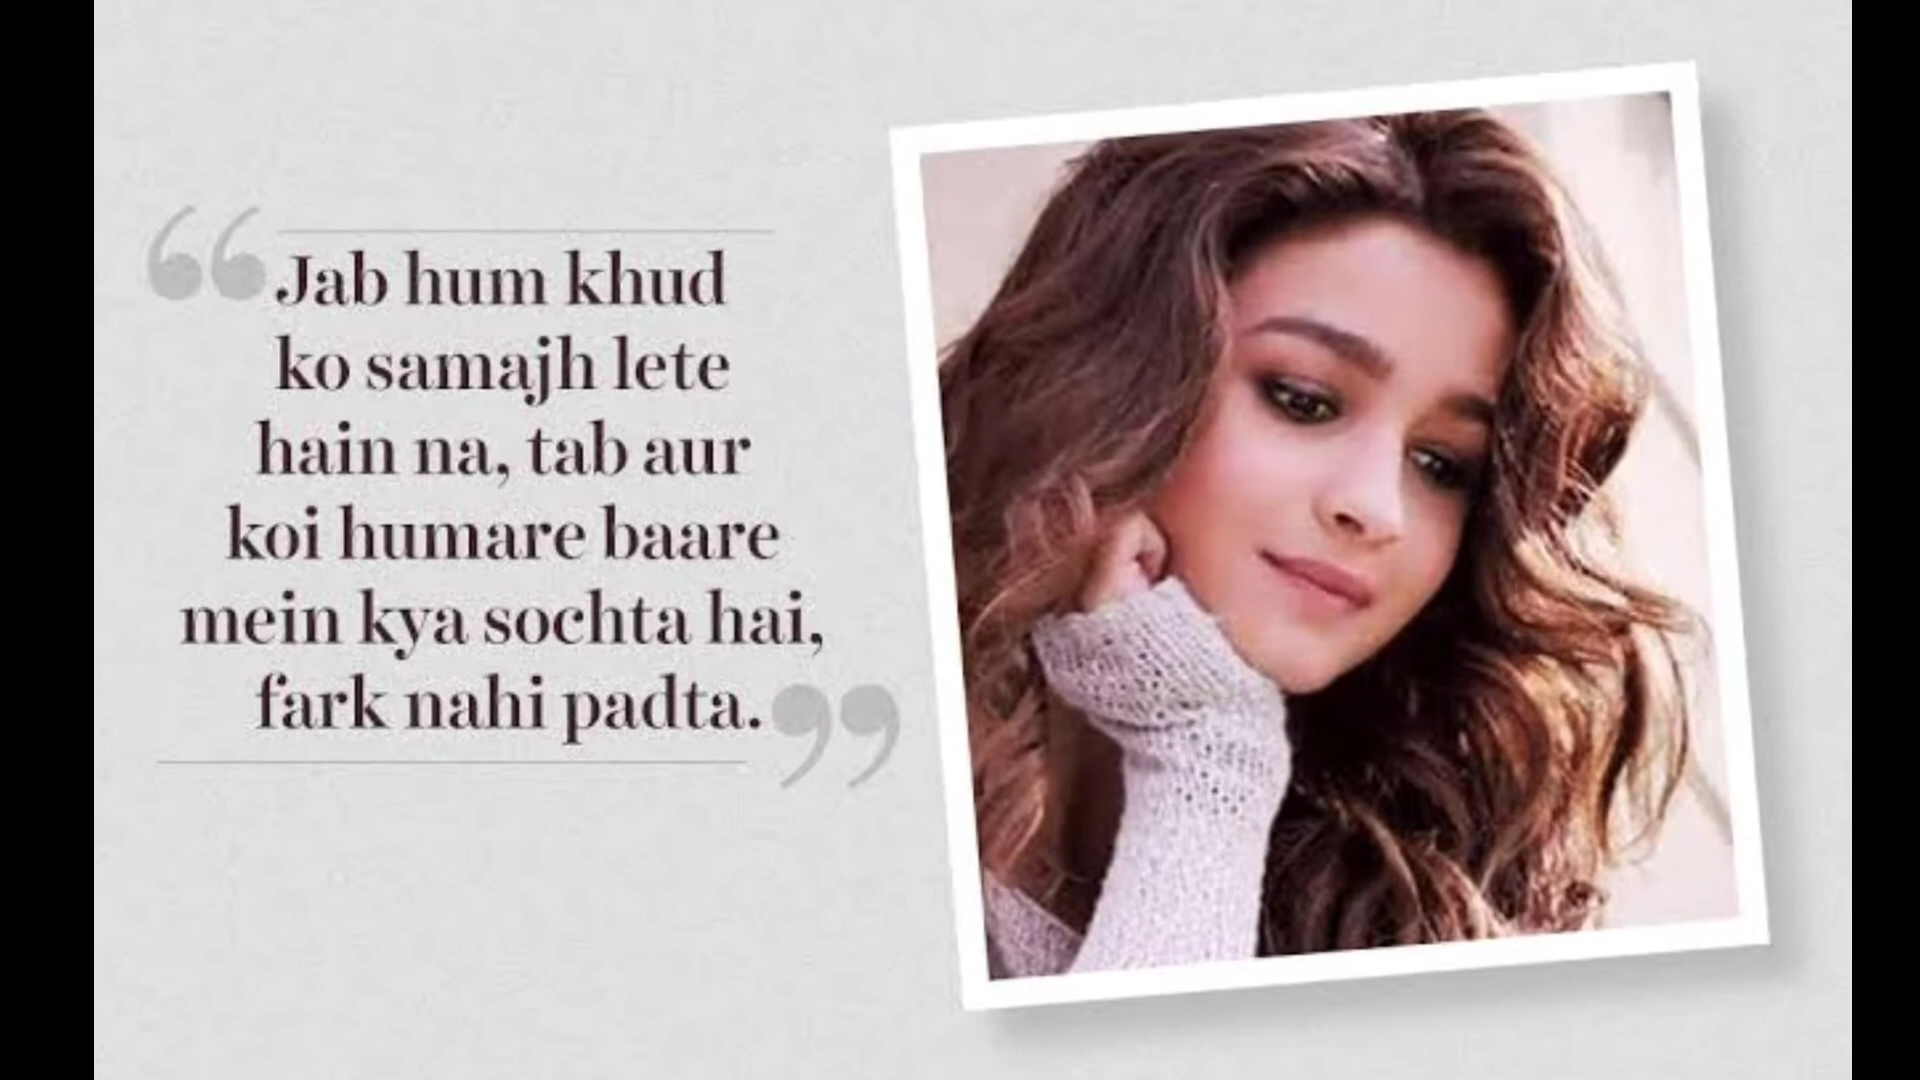 “Jab hum khud
ko samajh lete
hain na, tab aur
koi humare baare
mein kya sochta hai,
fark nahi padta.”